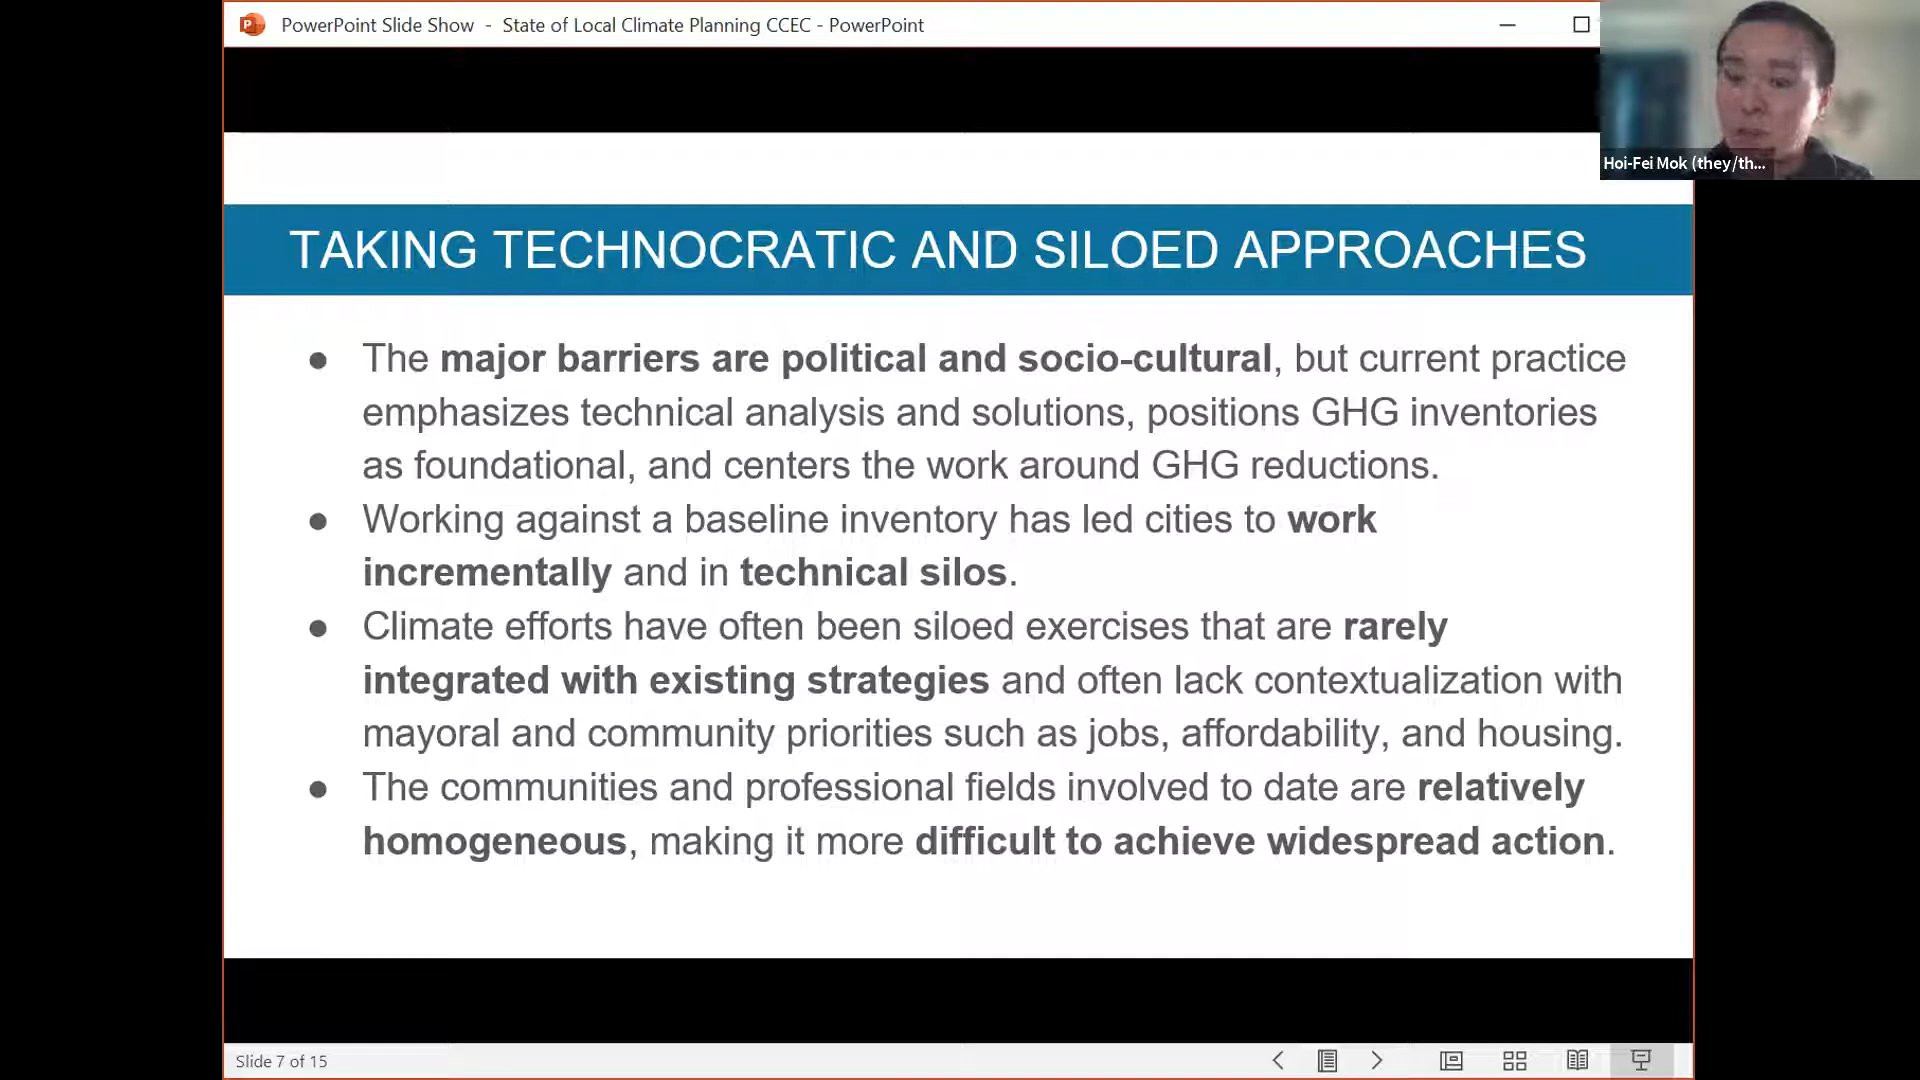 PowerPoint Slide Show - State of Local Climate Planning CCEC - PowerPoint
Hoi-Fei Mok (they/th...
TAKING TECHNOCRATIC AND SILOED APPROACHES
● The major barriers are political and socio-cultural, but current practice
emphasizes technical analysis and solutions, positions GHG inventories
as foundational, and centers the work around GHG reductions.
● Working against a baseline inventory has led cities to work
incrementally and in technical silos.
● Climate efforts have often been siloed exercises that are rarely
integrated with existing strategies and often lack contextualization with
mayoral and community priorities such as jobs, affordability, and housing.
● The communities and professional fields involved to date are relatively
homogeneous, making it more difficult to achieve widespread action.
Slide 7 of 15